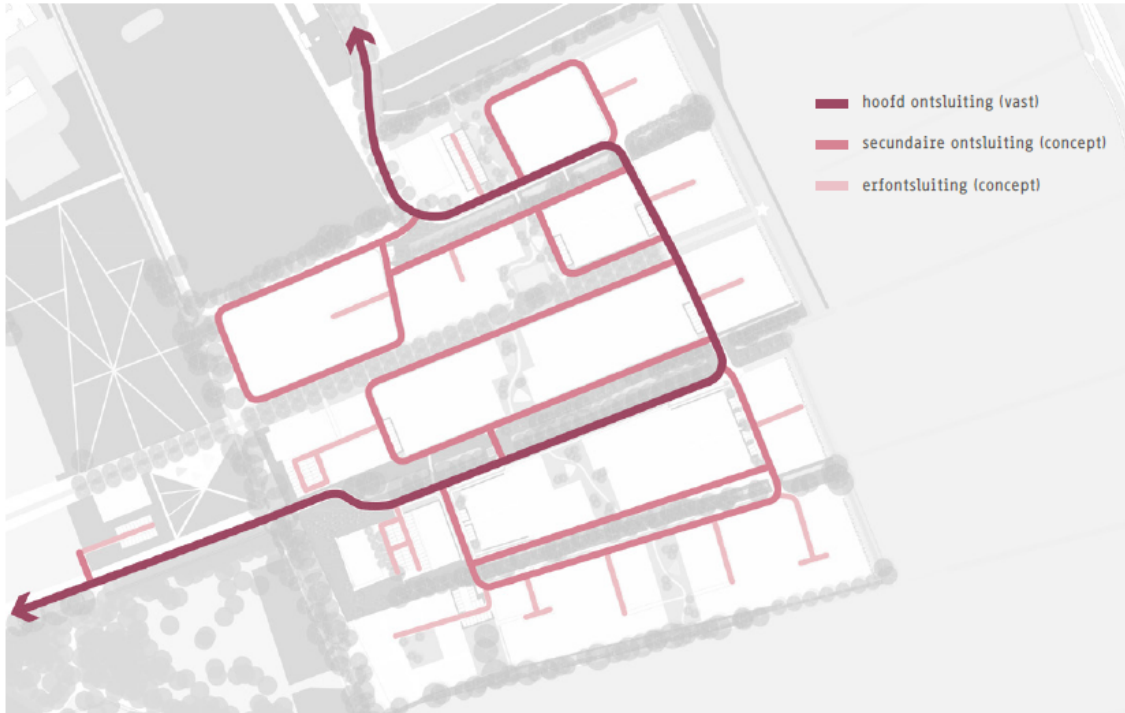 hoofd ontsluiting (vast)
secundaire ontsluiting (concept)
erfontsluiting (concept)